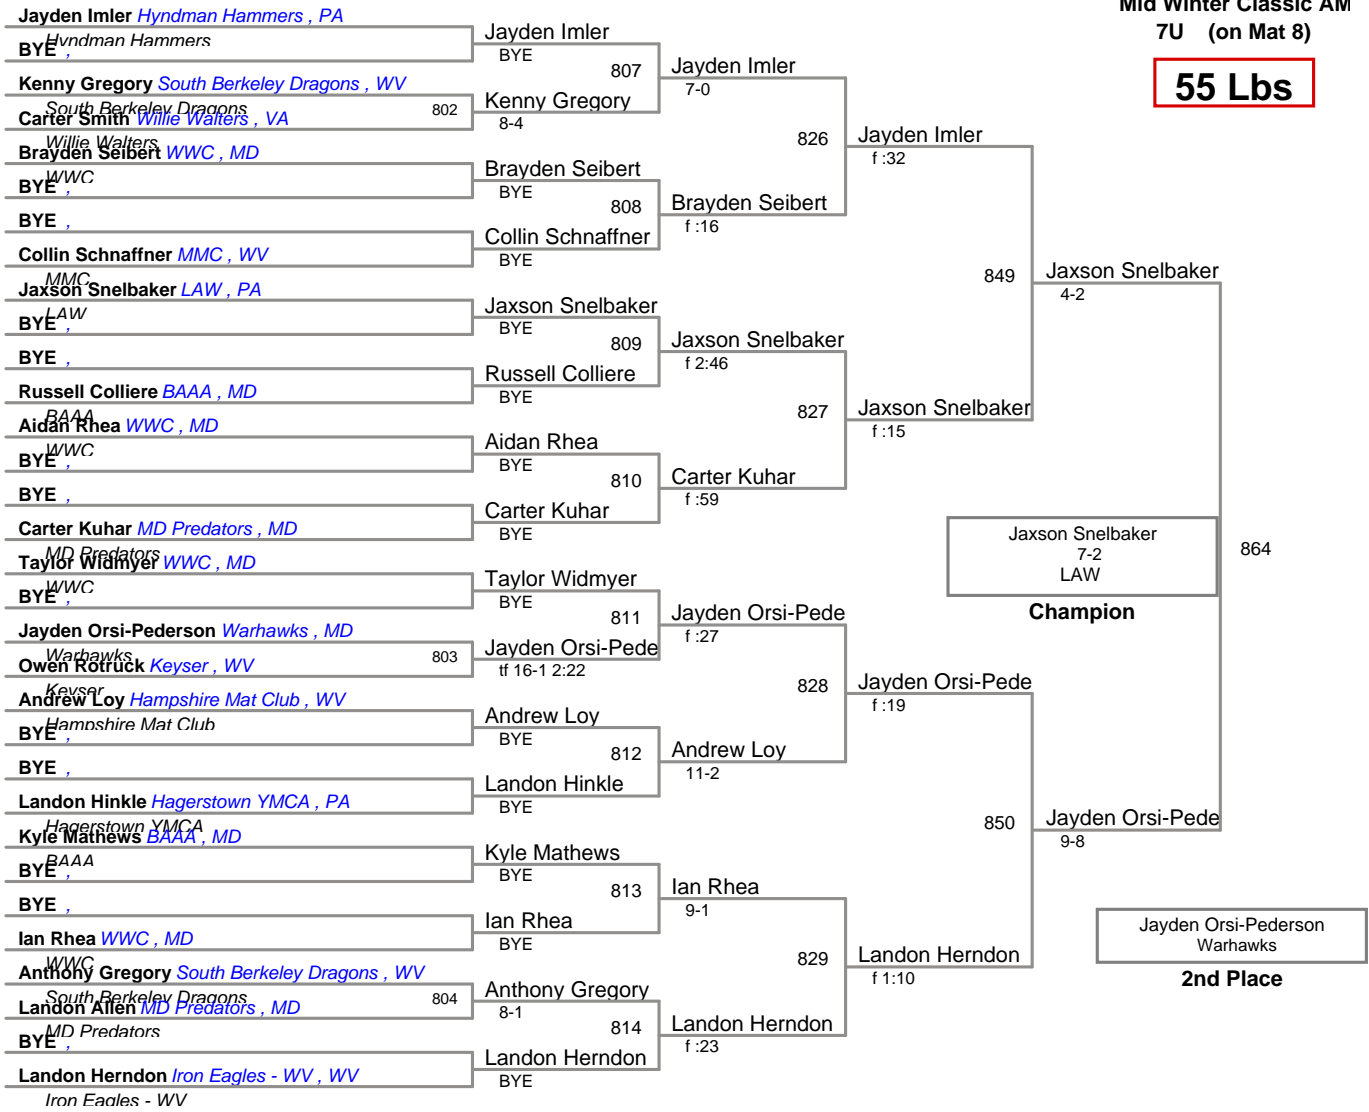 Mid Winter Classic AM
7U (on Mat 8)
55 Lbs
Jayden Imler Hyndman Hammers , PA
Hyndman Hammers
BYE ,
Kenny Gregory South Berkeley Dragons , WV
South Berkeley Dragons
802
Carter Smith Willie Walters , VA
Willie Walters
Brayden Seibert WWC , MD
WWC
BYE ,
BYE ,
Collin Schnaffner MMC , WV
MMC
Jaxson Snelbaker LAW , PA
LAW
BYE ,
BYE ,
Russell Colliere BAAA , MD
BAAA
Aidan Rhea WWC , MD
WWC
BYE ,
BYE ,
Carter Kuhar MD Predators , MD
MD Predators
Taylor Widmyer WWC , MD
WWC
BYE ,
Jayden Orsi-Pederson Warhawks , MD
Warhawks
803
Owen Rotruck Keyser , WV
Keyser
Andrew Loy Hampshire Mat Club , WV
Hampshire Mat Club
BYE ,
BYE ,
Landon Hinkle Hagerstown YMCA , PA
Hagerstown YMCA
Kyle Mathews BAAA , MD
BAAA
BYE ,
BYE ,
Ian Rhea WWC , MD
WWC
Anthony Gregory South Berkeley Dragons , WV
South Berkeley Dragons
804
Landon Allen MD Predators , MD
MD Predators
BYE ,
Landon Herndon Iron Eagles - WV , WV
Iron Eagles - WV
Jayden Imler
BYE
807
Kenny Gregory
8-4
Brayden Seibert
BYE
808
Collin Schnaffner
BYE
Jaxson Snelbaker
BYE
809
Russell Colliere
BYE
Aidan Rhea
BYE
810
Carter Kuhar
BYE
Taylor Widmyer
BYE
811
Jayden Orsi-Pede
tf 16-1 2:22
Andrew Loy
BYE
812
Landon Hinkle
BYE
Kyle Mathews
BYE
813
Ian Rhea
BYE
Anthony Gregory
8-1
814
Landon Herndon
BYE
Jayden Imler
7-0
826
Brayden Seibert
f :16
Jaxson Snelbaker
f 2:46
827
Carter Kuhar
f :59
Jayden Orsi-Pede
f :27
828
Andrew Loy
11-2
Ian Rhea
9-1
829
Landon Herndon
f :23
Jayden Imler
f :32
849
Jaxson Snelbaker
f :15
Jayden Orsi-Pede
f :19
850
Landon Herndon
f 1:10
Jaxson Snelbaker
4-2
864
Jayden Orsi-Pede
9-8
Jaxson Snelbaker
7-2
LAW
Champion
Jayden Orsi-Pederson
Warhawks
2nd Place